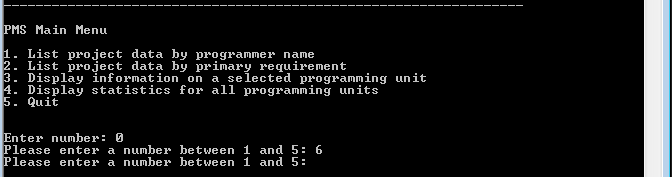 PMS Main Menu
1. List project data by programmer name
2. List project data by primary requirement
3. Display information on a selected programming unit
4. Display statistics for all programming units
5. Quit
Enter number: 0
Please enter a number between 1 and 5: 6
Please enter a number between 1 and 5: